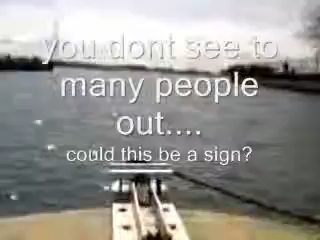 you dont see to
many people
out....
could this be a sign?